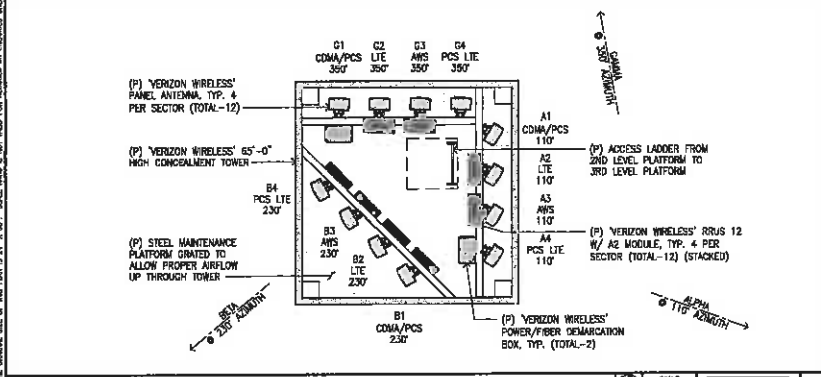 G1
CDMA/PCS
350'
G2
LTE
350'
G3
AWS
350'
G4
PCS LTE
350'
GAMMA
@ 350' AZIMUTH
(P) 'VERIZON WIRELESS'
PANEL ANTENNA, TYP. 4
PER SECTOR (TOTAL-12)
(P) 'VERIZON WIRELESS' 65'-0"
HIGH CONCEALMENT TOWER
(P) STEEL MAINTENANCE
PLATFORM GRATED TO
ALLOW PROPER AIRFLOW
UP THROUGH TOWER
A1
CDMA/PCS
110'
A2
LTE
110'
A3
AWS
110'
A4
PCS LTE
110'
(P) ACCESS LADDER FROM
2ND LEVEL PLATFORM TO
3RD LEVEL PLATFORM
(P) 'VERIZON WIRELESS' RRUS 12
W/ A2 MODULE, TYP. 4 PER
SECTOR (TOTAL-12) (STACKED)
B4
PCS LTE
230'
B3
AWS
230'
B2
LTE
230'
B1
CDMA/PCS
230'
BETA
@ 230' AZIMUTH
ALPHA
@ 110' AZIMUTH
(P) 'VERIZON WIRELESS'
POWER/FIBER DEMARCATION
BOX, TYP. (TOTAL-2)